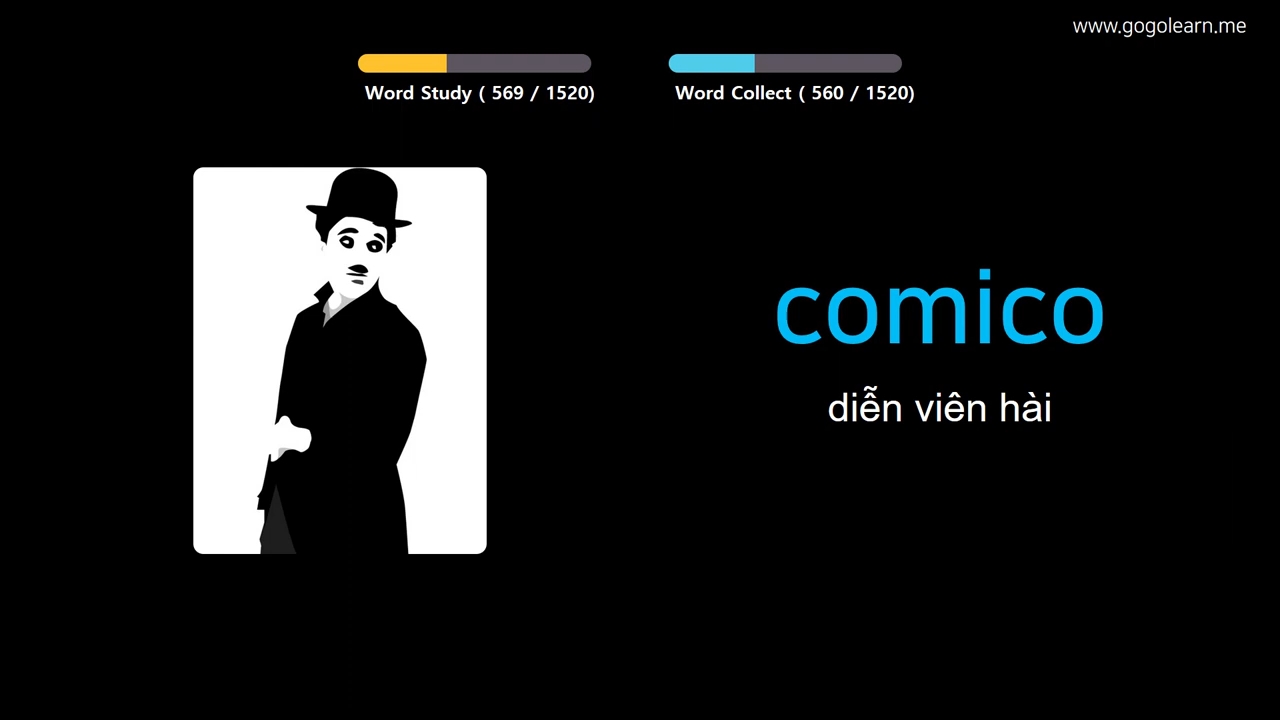 www.gogolearn.me
Word Study ( 569 / 1520)
Word Collect ( 560 / 1520)
comico
diễn viên hài